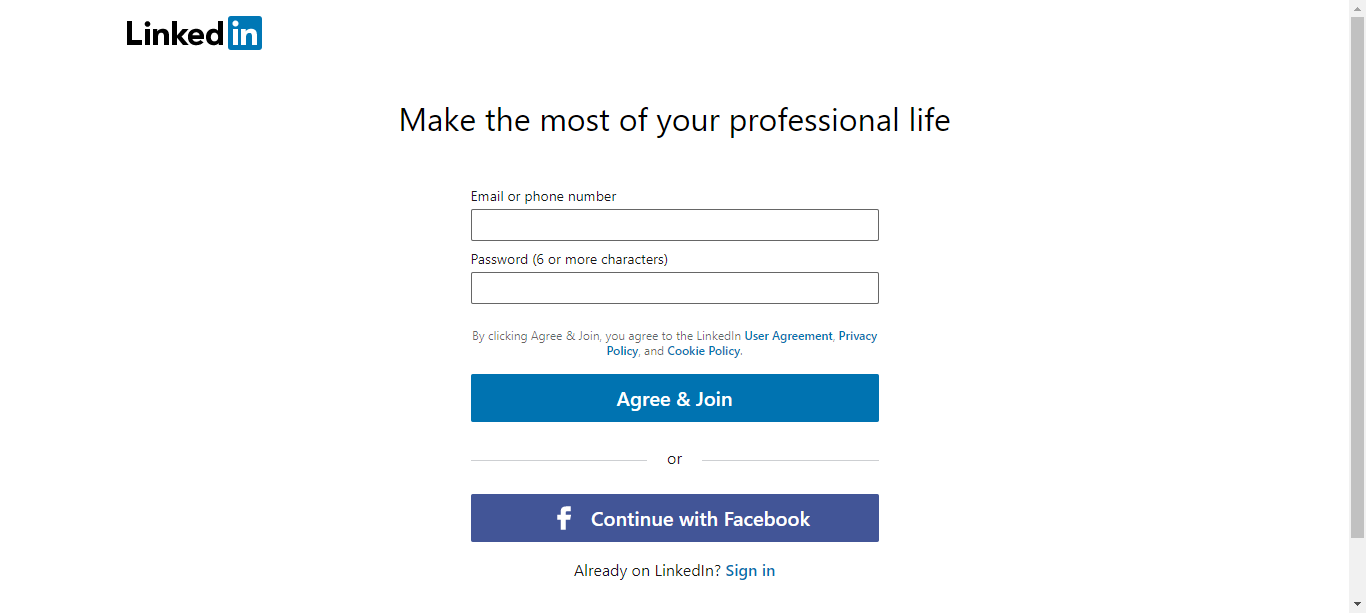 Linked in
Make the most of your professional life
Email or phone number
Password (6 or more characters)
By clicking Agree & Join, you agree to the LinkedIn User Agreement, Privacy
Policy, and Cookie Policy.
Agree & Join
or
f Continue with Facebook
Already on LinkedIn? Sign in